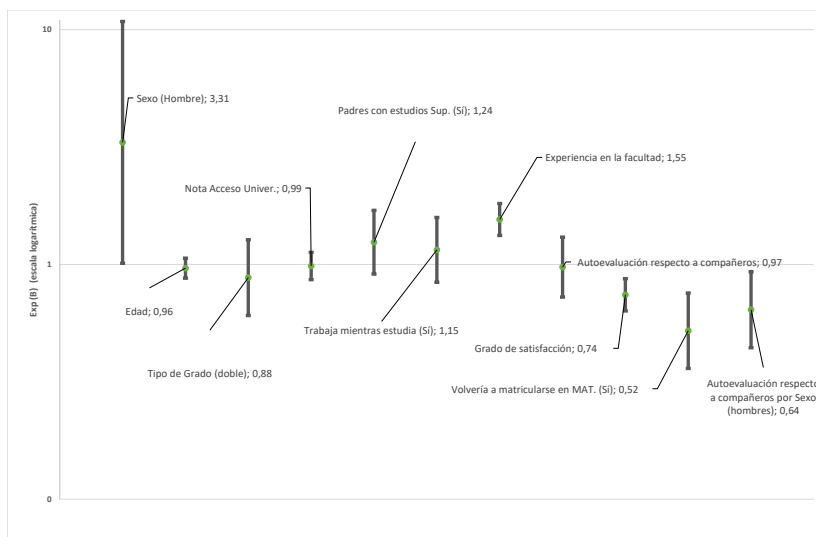 10
Sexo (Hombre); 3,31
Padres con estudios Sup. (Sí); 1,24
Experiencia en la facultad; 1,55
Nota Acceso Univer.; 0,99
Exp (B) (escala logarítmica)
1
Autoevaluación respecto a compañeros; 0,97
Edad; 0,96
Trabaja mientras estudia (Sí); 1,15
Grado de satisfacción; 0,74
Tipo de Grado (doble); 0,88
Volvería a matricularse en MAT. (Sí); 0,52
Autoevaluación respecto
a compañeros por Sexo
(hombres); 0,64
0